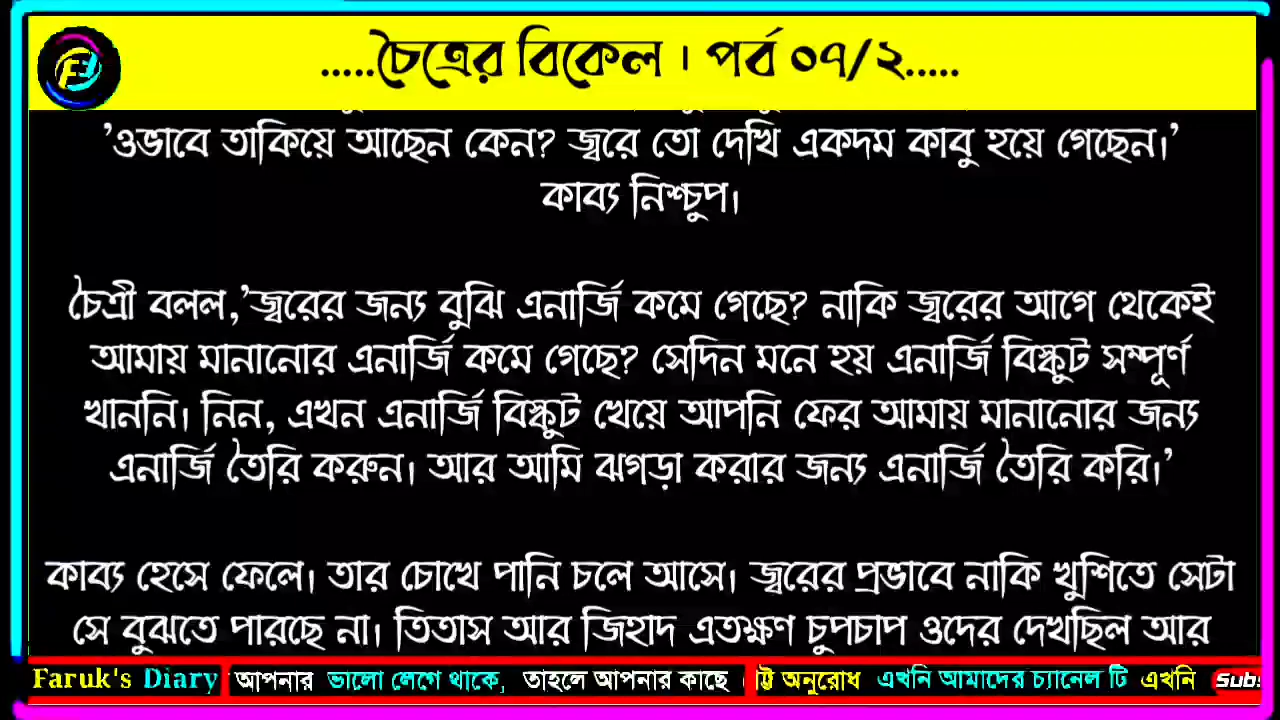 .....চৈত্রের বিকেল । পর্ব ০৭/২.....
'ওভাবে তাকিয়ে আছেন কেন? জ্বরে তো দেখি একদম কাবু হয়ে গেছেন।'
কাব্য নিশ্চুপ।
চৈত্রী বলল,'জ্বরের জন্য বুঝি এনার্জি কমে গেছে? নাকি জ্বরের আগে থেকেই
আমায় মানানোর এনার্জি কমে গেছে? সেদিন মনে হয় এনার্জি বিস্কুট সম্পূর্ণ
খাননি। নিন, এখন এনার্জি বিস্কুট খেয়ে আপনি ফের আমায় মানানোর জন্য
এনার্জি তৈরি করুন। আর আমি ঝগড়া করার জন্য এনার্জি তৈরি করি।'
কাব্য হেসে ফেলে। তার চোখে পানি চলে আসে। জ্বরের প্রভাবে নাকি খুশিতে সেটা
সে বুঝতে পারছে না। তিতাস আর জিহাদ এতক্ষণ চুপচাপ ওদের দেখছিল আর
Faruk's Diary আপনার ভালো লেগে থাকে, তাহলে আপনার কাছে অনুরোধ এখনি আমাদের চ্যানেল টি এখনি Subs